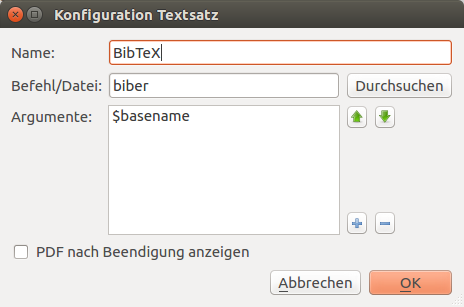 Konfiguration Textsatz
Name: BibTeX
Befehl/Datei: biber Durchsuchen
Argumente: $basename
PDF nach Beendigung anzeigen
Abbrechen OK